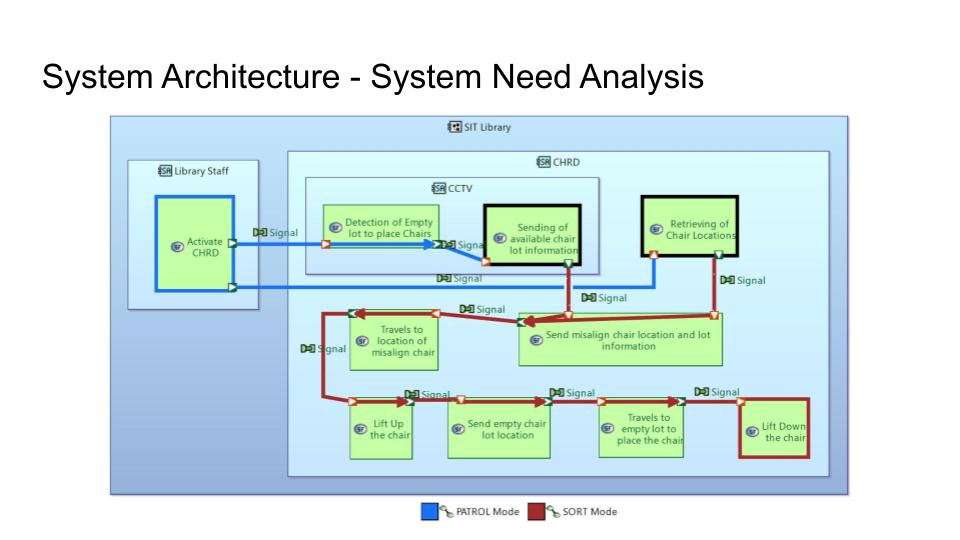 System Architecture - System Need Analysis
SIT Library
Library Staff
CHRD
CCTV
Activate
CHRD
Signal
Detection of Empty
lot to place Chairs
Signal
Sending of
available chair
lot information
Retrieving of
Chair Locations
Signal
Signal
Signal
Signal
Travels to
location of
misalign chair
Send misalign chair location and lot
information
Signal
Signal
Signal
Signal
Lift Up
the chair
Send empty chair
lot location
Travels to
empty lot to
place the chair
Lift Down
the chair
PATROL Mode
SORT Mode